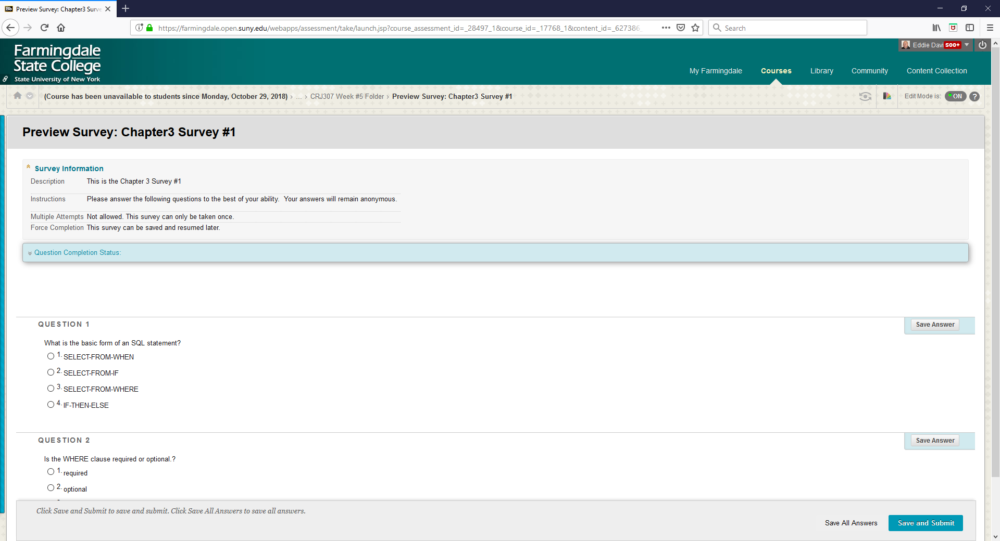 Preview Survey: Chapter3 Surve
https://farmingdale.open.suny.edu/webapps/assessment/take/launch.jsp?course_assessment_id=_28497_1&course_id=_17768_1&content_id=_627386_
Search
Farmingdale
State College
State University of New York
Eddie Davi 500+
My Farmingdale Courses Library Community Content Collection
(Course has been unavailable to students since Monday, October 29, 2018) > ... > CRJ307 Week #5 Folder > Preview Survey: Chapter3 Survey #1
Edit Mode is: ON ?
Preview Survey: Chapter3 Survey #1
Survey Information
Description This is the Chapter 3 Survey #1
Instructions Please answer the following questions to the best of your ability. Your answers will remain anonymous.
Multiple Attempts Not allowed. This survey can only be taken once.
Force Completion This survey can be saved and resumed later.
Question Completion Status:
QUESTION 1 Save Answer
What is the basic form of an SQL statement?
1. SELECT-FROM-WHEN
2. SELECT-FROM-IF
3. SELECT-FROM-WHERE
4. IF-THEN-ELSE
QUESTION 2 Save Answer
Is the WHERE clause required or optional.?
1. required
2. optional
Click Save and Submit to save and submit. Click Save All Answers to save all answers.
Save All Answers Save and Submit